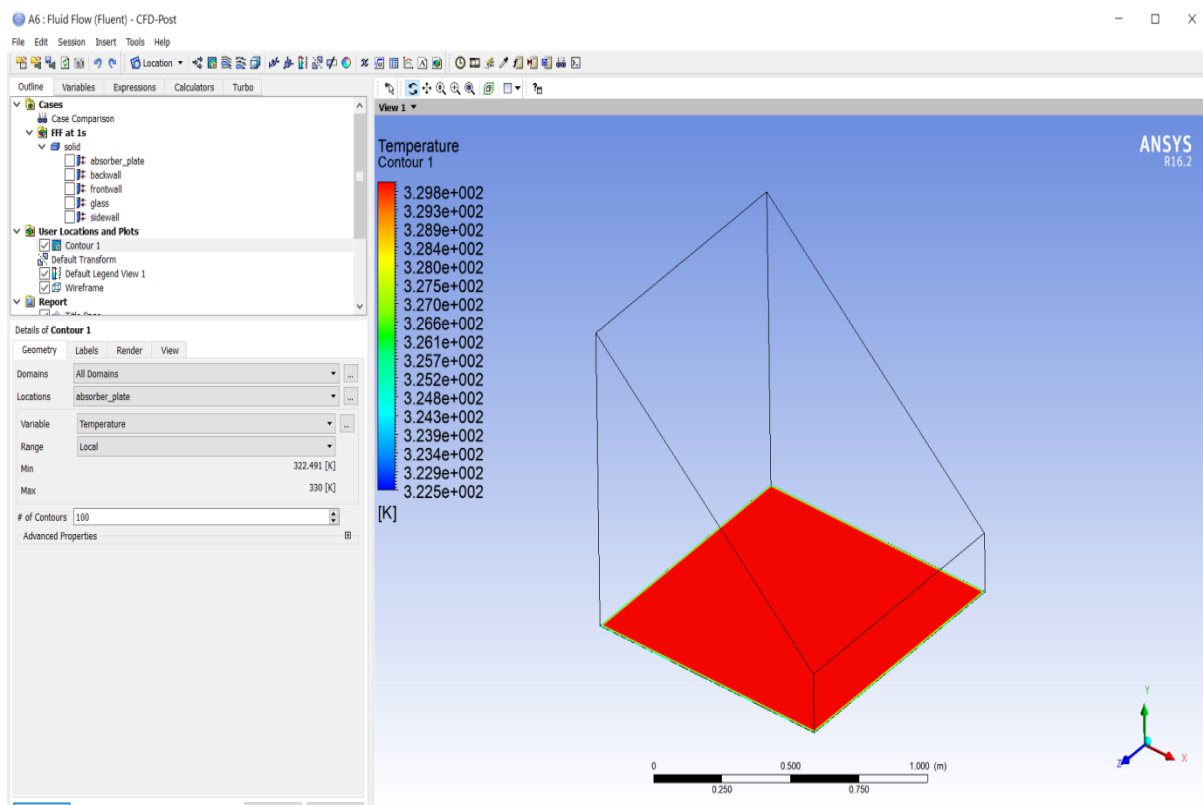 A6 : Fluid Flow (Fluent) - CFD-Post
File Edit Session Insert Tools Help
Location
Outline Variables Expressions Calculators Turbo
Cases
Case Comparison
FFF at 1s
solid
absorber_plate
backwall
frontwall
glass
sidewall
User Locations and Plots
Contour 1
Default Transform
Default Legend View 1
Wireframe
Report
Details of Contour 1
Geometry Labels Render View
Domains All Domains ...
Locations absorber_plate ...
Variable Temperature ...
Range Local
Min 322.491 [K]
Max 330 [K]
# of Contours 100
Advanced Properties
View 1
Temperature
Contour 1
3.298e+002
3.293e+002
3.289e+002
3.284e+002
3.280e+002
3.275e+002
3.270e+002
3.266e+002
3.261e+002
3.257e+002
3.252e+002
3.248e+002
3.243e+002
3.239e+002
3.234e+002
3.229e+002
3.225e+002
[K]
ANSYS
R16.2
0 0.500 1.000 (m)
0.250 0.750
Y
X
Z